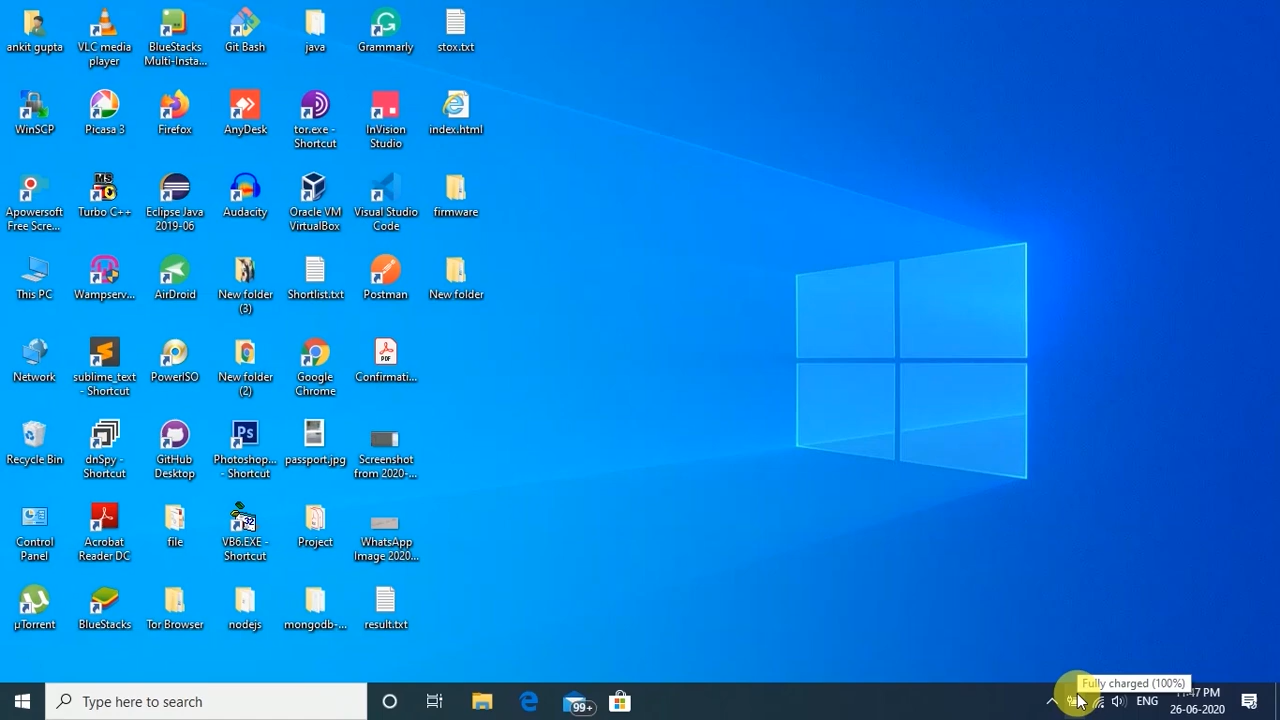 ankit gupta
VLC media
player
BlueStacks
Multi-Insta...
Git Bash
java
Grammarly
stox.txt
WinSCP
Picasa 3
Firefox
AnyDesk
tor.exe -
Shortcut
InVision
Studio
index.html
Apowersoft
Free Scre...
Turbo C++
Eclipse Java
2019-06
Audacity
Oracle VM
VirtualBox
Visual Studio
Code
firmware
This PC
Wampserv...
AirDroid
New folder
(3)
Shortlist.txt
Postman
New folder
Network
sublime_text
- Shortcut
PowerISO
New folder
(2)
Google
Chrome
Confirmati...
Recycle Bin
dnSpy -
Shortcut
GitHub
Desktop
Photoshop...
- Shortcut
passport.jpg
Screenshot
from 2020-...
Control
Panel
Acrobat
Reader DC
file
VB6.EXE -
Shortcut
Project
WhatsApp
Image 2020...
µTorrent
BlueStacks
Tor Browser
nodejs
mongodb-...
result.txt
Fully charged (100%)
Type here to search
99+
ENG
:47 PM
26-06-2020